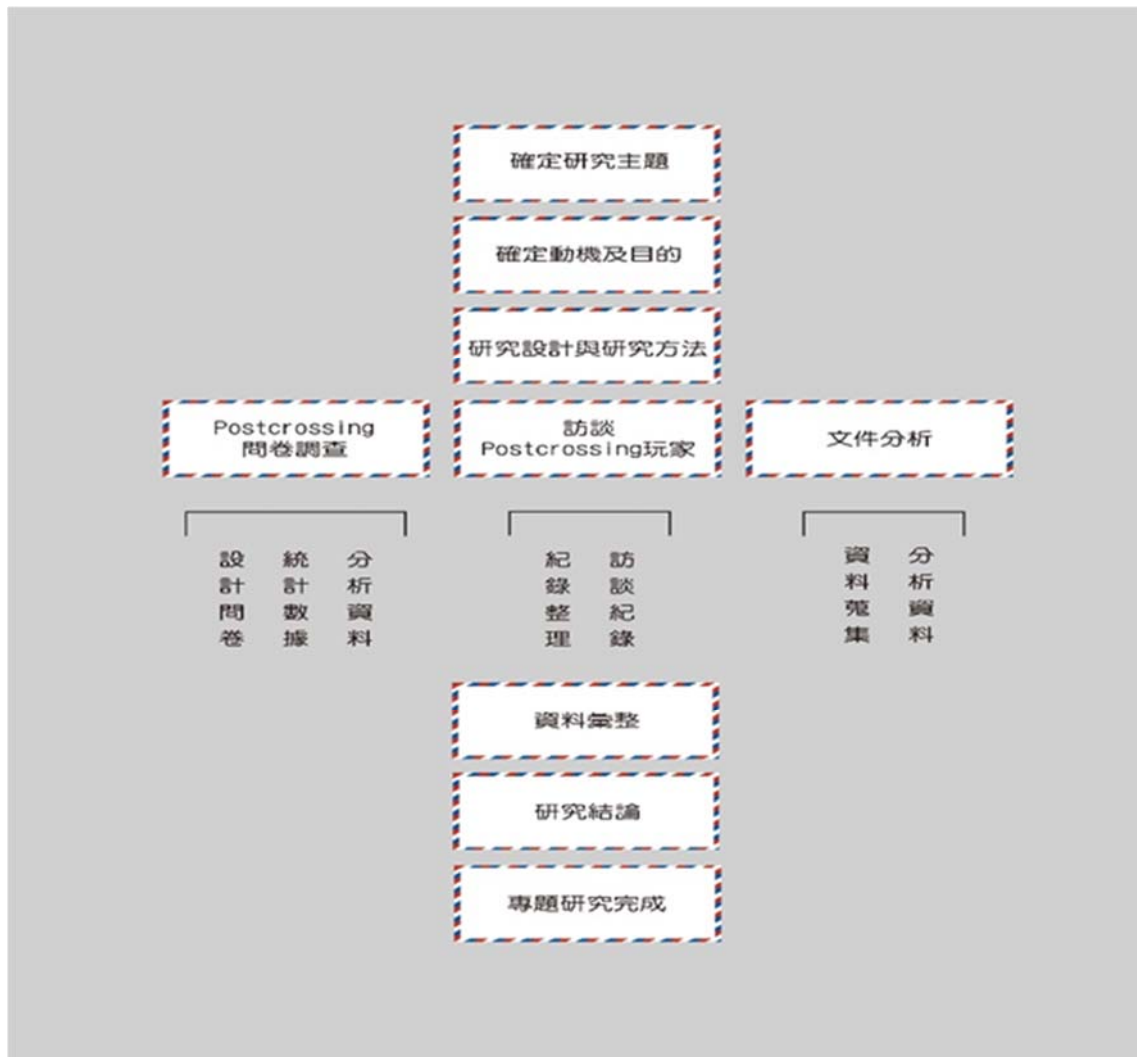 確定研究主題
確定動機及目的
研究設計與研究方法
Postcrossing
問卷調查
訪談
Postcrossing玩家
文件分析
設計問卷
統計數據
分析資料
紀錄整理
訪談紀錄
資料蒐集
分析資料
資料彙整
研究結論
專題研究完成